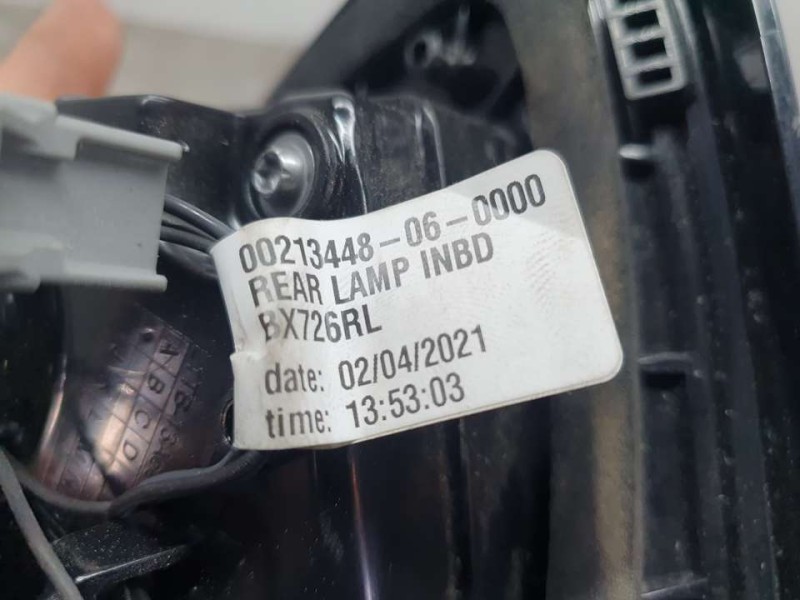 00213448-06-0000
REAR LAMP INBD
BX726RL
date: 02/04/2021
time: 13:53:03
A B C D